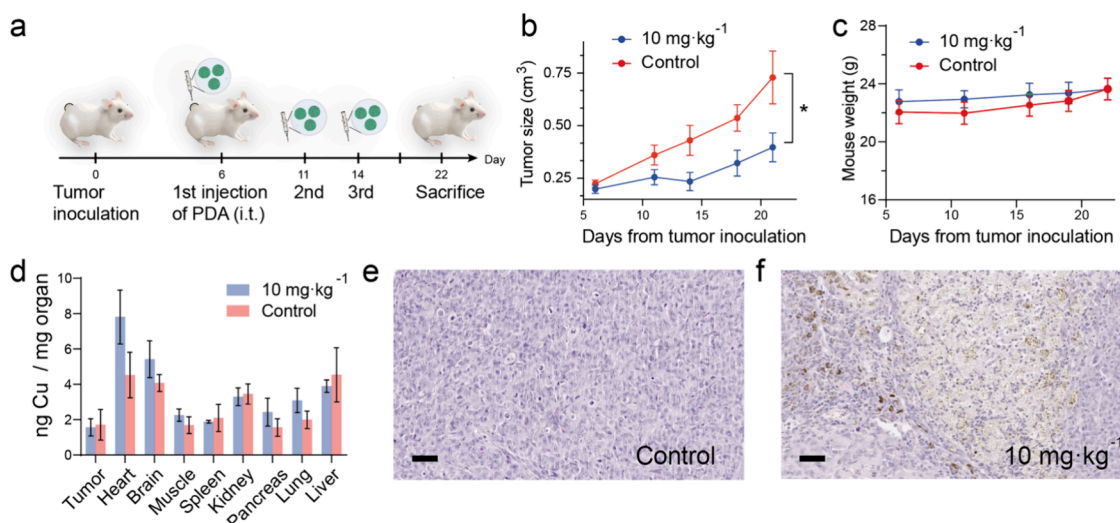 a
0
6
11
14
22
Day
Tumor
inoculation
1st injection
of PDA (i.t.)
2nd
3rd
Sacrifice
b
10 mg·kg⁻¹
Control
Tumor size (cm³)
0.75
0.50
0.25
*
5
10
15
20
Days from tumor inoculation
c
10 mg·kg⁻¹
Control
Mouse weight (g)
28
24
20
16
5
10
15
20
Days from tumor inoculation
d
10 mg·kg⁻¹
Control
ng Cu / mg organ
10
8
6
4
2
0
Tumor
Heart
Brain
Muscle
Spleen
Kidney
Pancreas
Lung
Liver
e
Control
f
10 mg·kg⁻¹